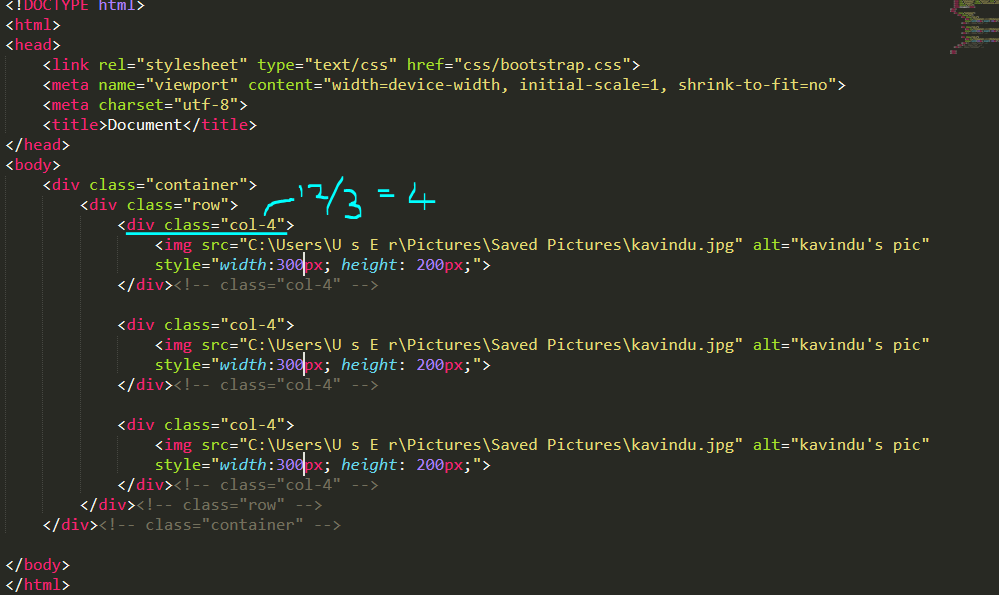 <!DOCTYPE html>
<html>
<head>
<link rel="stylesheet" type="text/css" href="css/bootstrap.css">
<meta name="viewport" content="width=device-width, initial-scale=1, shrink-to-fit=no">
<meta charset="utf-8">
<title>Document</title>
</head>
<body>
<div class="container">
12/3 = 4
<div class="row">
<div class="col-4">
<img src="C:\Users\U s E r\Pictures\Saved Pictures\kavindu.jpg" alt="kavindu's pic"
style="width:300px; height: 200px;">
</div><!-- class="col-4" -->
<div class="col-4">
<img src="C:\Users\U s E r\Pictures\Saved Pictures\kavindu.jpg" alt="kavindu's pic"
style="width:300px; height: 200px;">
</div><!-- class="col-4" -->
<div class="col-4">
<img src="C:\Users\U s E r\Pictures\Saved Pictures\kavindu.jpg" alt="kavindu's pic"
style="width:300px; height: 200px;">
</div><!-- class="col-4" -->
</div><!-- class="row" -->
</div><!-- class="container" -->
</body>
</html>